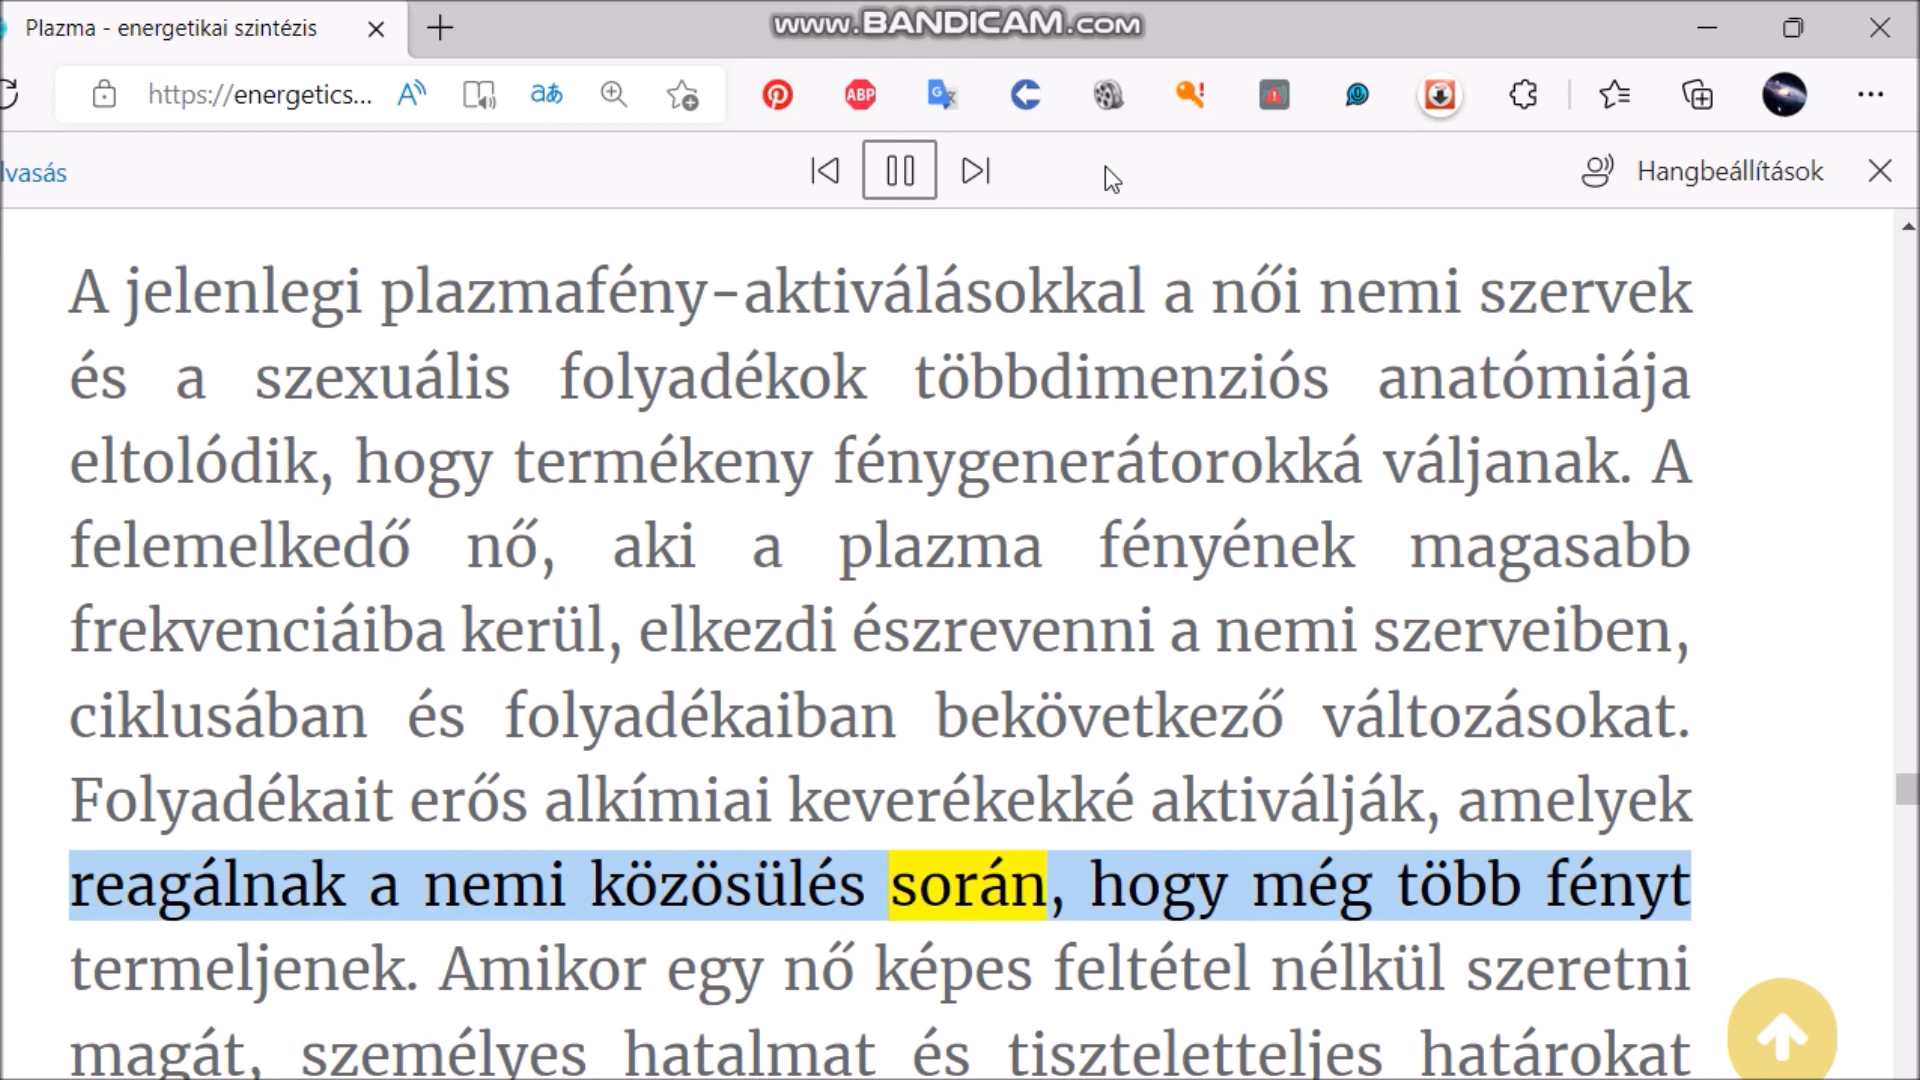 Plazma - energetikai szintézis
www.BANDICAM.com
https://energetics...
aあ
ABP
lvasás
Hangbeállítások
A jelenlegi plazmafény-aktiválásokkal a női nemi szervek
és a szexuális folyadékok többdimenziós anatómiája
eltolódik, hogy termékeny fénygenerátorokká váljanak. A
felemelkedő nő, aki a plazma fényének magasabb
frekvenciáiba kerül, elkezdi észrevenni a nemi szerveiben,
ciklusában és folyadékaiban bekövetkező változásokat.
Folyadékait erős alkímiai keverékekké aktiválják, amelyek
reagálnak a nemi közösülés során, hogy még több fényt
termeljenek. Amikor egy nő képes feltétel nélkül szeretni
magát, személyes hatalmat és tiszteletteljes határokat